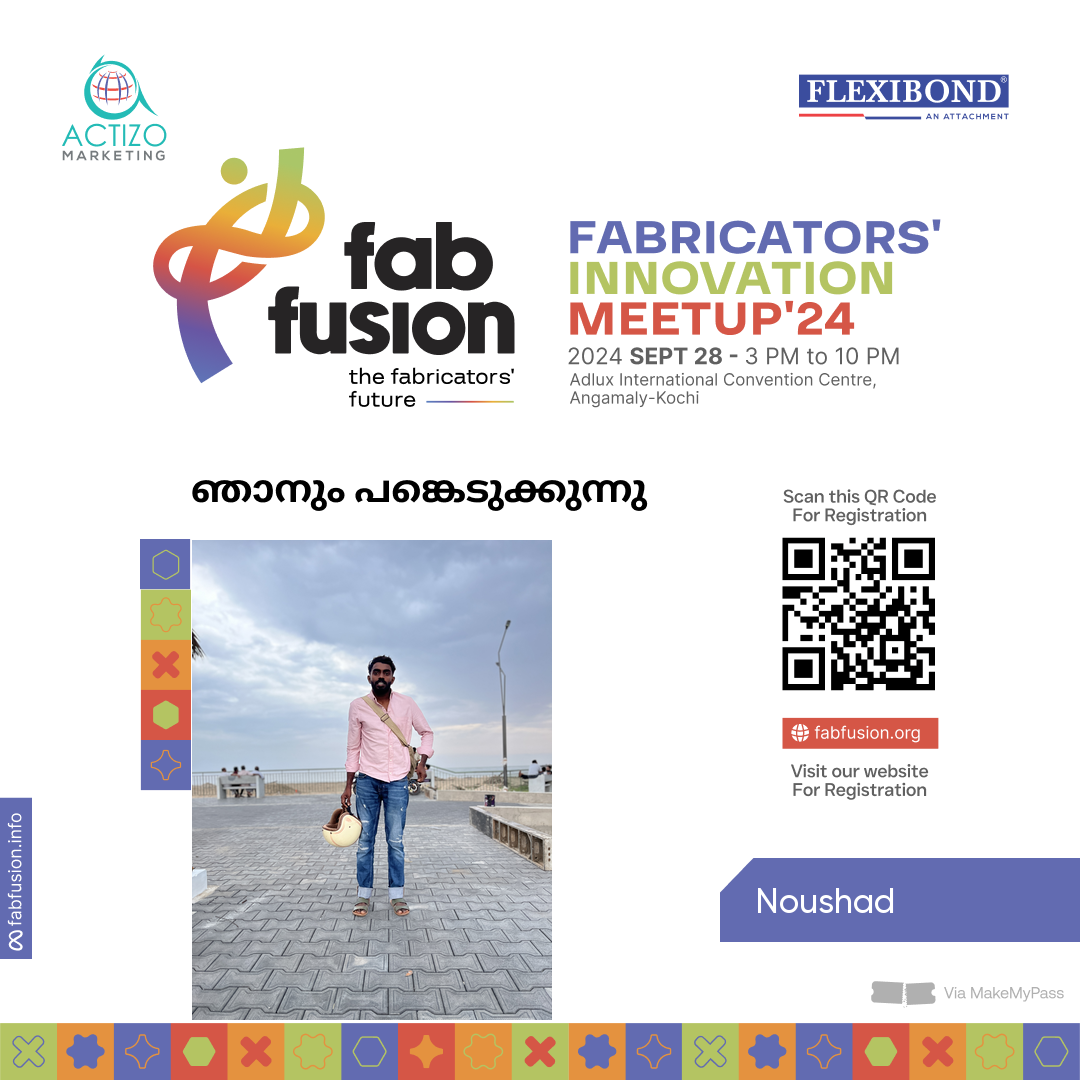 ACTIZO
MARKETING
FLEXIBOND®
AN ATTACHMENT
fab
fusion
the fabricators'
future
FABRICATORS'
INNOVATION
MEETUP'24
2024 SEPT 28 - 3 PM to 10 PM
Adlux International Convention Centre,
Angamaly-Kochi
ഞാനും പങ്കെടുക്കുന്നു
Scan this QR Code
For Registration
fabfusion.org
Visit our website
For Registration
fabfusion.info
Noushad
Via MakeMyPass